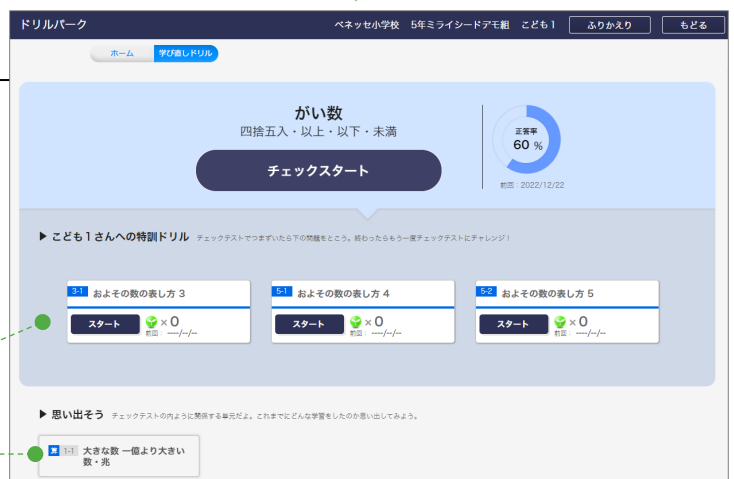 ドリルパーク
ベネッセ小学校 5年ミライシードデモ組 こども1 ふりかえり もどる
ホーム 学び直しドリル
がい数
四捨五入・以上・以下・未満
チェックスタート
正答率
60 %
前回：2022/12/22
▶ こども1さんへの特訓ドリル チェックテストでつまずいたら下の問題をとこう。終わったらもう一度チェックテストにチャレンジ！
3-1 およその数の表し方 3
スタート ×0
前回：----/--/--
5-1 およその数の表し方 4
スタート ×0
前回：----/--/--
5-2 およその数の表し方 5
スタート ×0
前回：----/--/--
▶ 思い出そう チェックテストの内ように関係する単元だよ。これまでにどんな学習をしたのか思い出してみよう。
1-1 大きな数 一億より大きい
数・兆